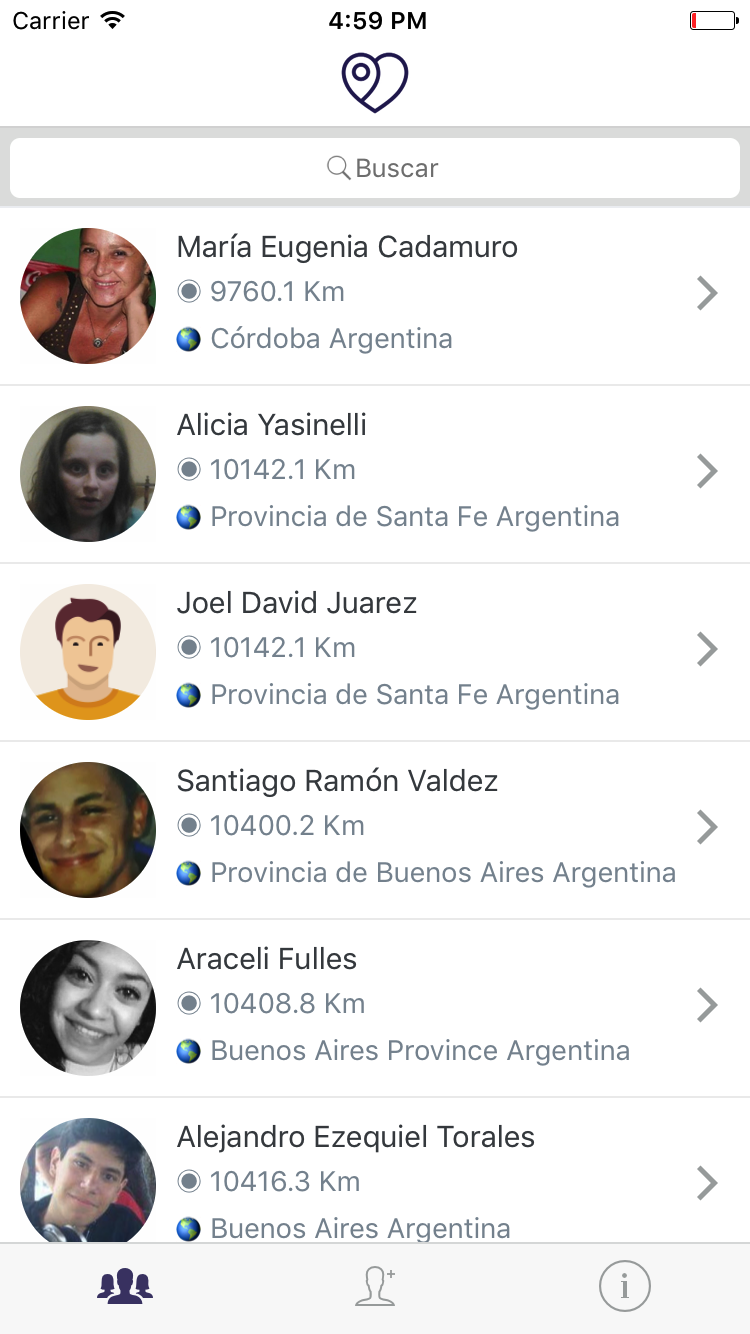 Carrier 4:59 PM
Buscar
María Eugenia Cadamuro
9760.1 Km
Córdoba Argentina
Alicia Yasinelli
10142.1 Km
Provincia de Santa Fe Argentina
Joel David Juarez
10142.1 Km
Provincia de Santa Fe Argentina
Santiago Ramón Valdez
10400.2 Km
Provincia de Buenos Aires Argentina
Araceli Fulles
10408.8 Km
Buenos Aires Province Argentina
Alejandro Ezequiel Torales
10416.3 Km
Buenos Aires Argentina